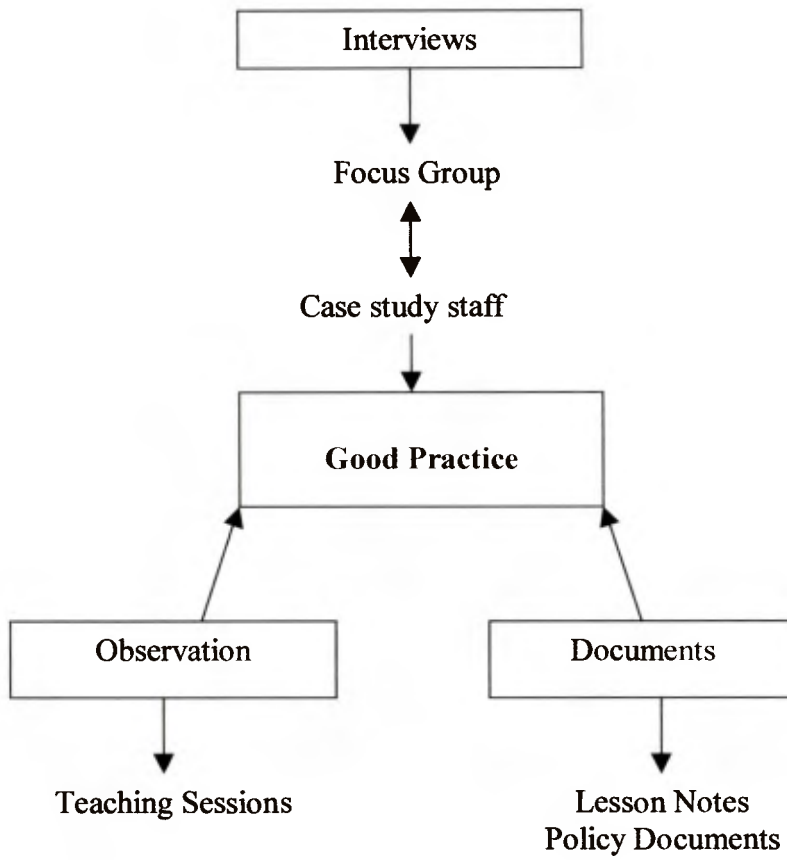 Interviews
Focus Group
Case study staff
Good Practice
Observation
Documents
Teaching Sessions
Lesson Notes
Policy Documents